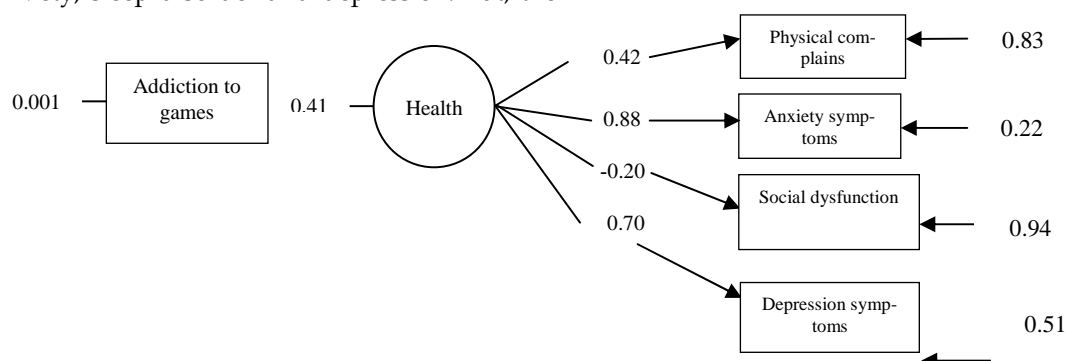 Physical com-
plains
0.83
0.42
Addiction to
games
0.001
0.41
Health
0.88
Anxiety symp-
toms
0.22
-0.20
Social dysfunction
0.70
0.94
Depression symp-
toms
0.51